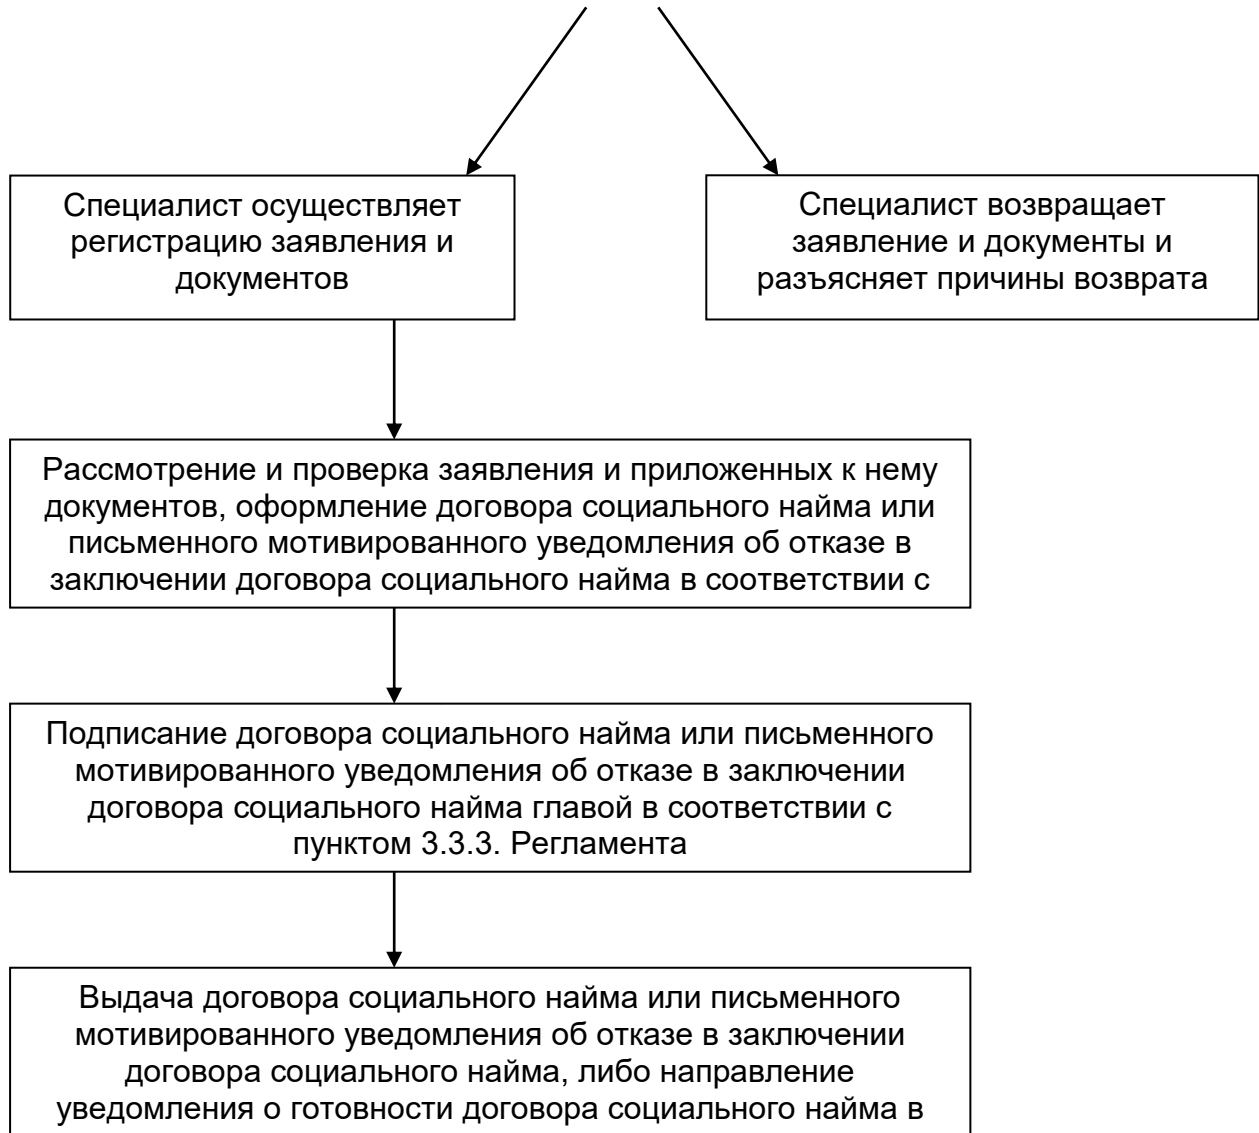 Специалист осуществляет
регистрацию заявления и
документов
Специалист возвращает
заявление и документы и
разъясняет причины возврата
Рассмотрение и проверка заявления и приложенных к нему
документов, оформление договора социального найма или
письменного мотивированного уведомления об отказе в
заключении договора социального найма в соответствии с
Подписание договора социального найма или письменного
мотивированного уведомления об отказе в заключении
договора социального найма главой в соответствии с
пунктом 3.3.3. Регламента
Выдача договора социального найма или письменного
мотивированного уведомления об отказе в заключении
договора социального найма, либо направление
уведомления о готовности договора социального найма в